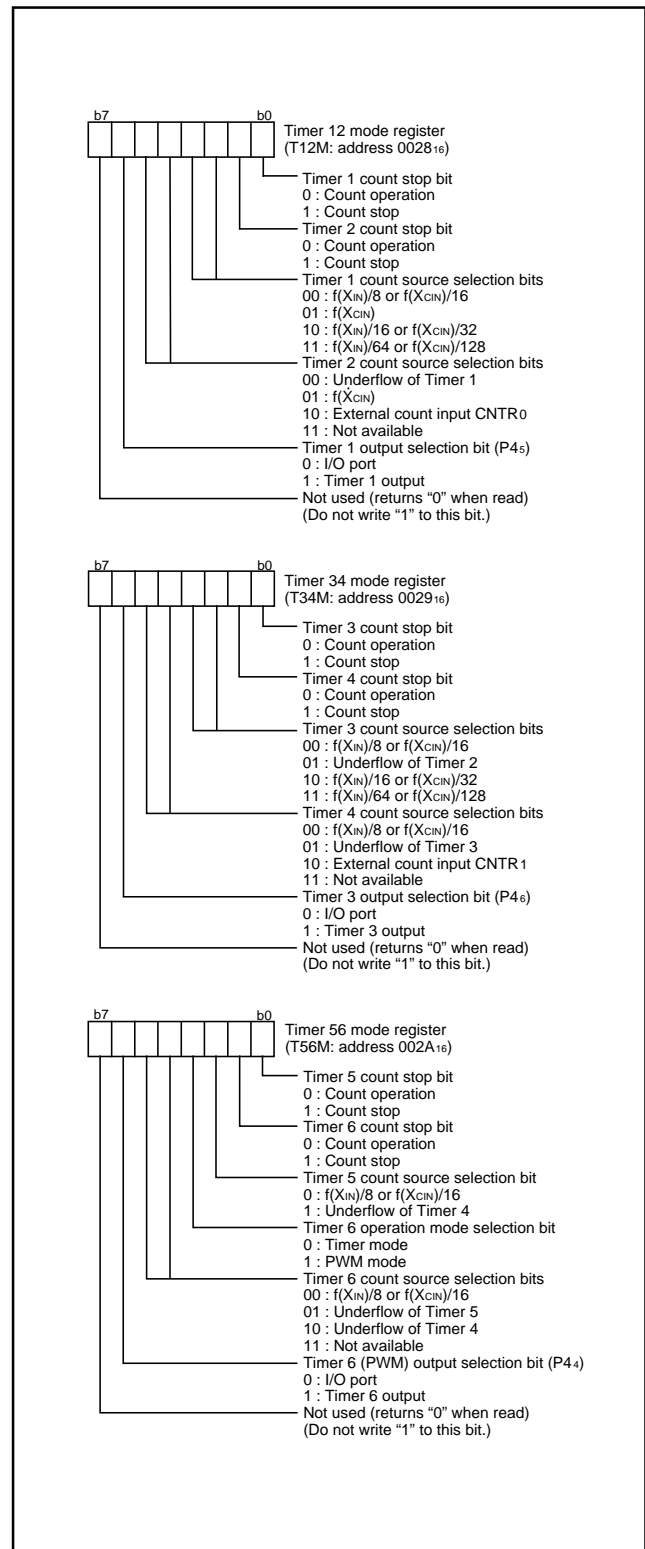 b7 b0
Timer 12 mode register
(T12M: address 0028₁₆)
Timer 1 count stop bit
0 : Count operation
1 : Count stop
Timer 2 count stop bit
0 : Count operation
1 : Count stop
Timer 1 count source selection bits
00 : f(XIN)/8 or f(XCIN)/16
01 : f(XCIN)
10 : f(XIN)/16 or f(XCIN)/32
11 : f(XIN)/64 or f(XCIN)/128
Timer 2 count source selection bits
00 : Underflow of Timer 1
01 : f(XCIN)
10 : External count input CNTR0
11 : Not available
Timer 1 output selection bit (P4₅)
0 : I/O port
1 : Timer 1 output
Not used (returns “0” when read)
(Do not write “1” to this bit.)
b7 b0
Timer 34 mode register
(T34M: address 0029₁₆)
Timer 3 count stop bit
0 : Count operation
1 : Count stop
Timer 4 count stop bit
0 : Count operation
1 : Count stop
Timer 3 count source selection bits
00 : f(XIN)/8 or f(XCIN)/16
01 : Underflow of Timer 2
10 : f(XIN)/16 or f(XCIN)/32
11 : f(XIN)/64 or f(XCIN)/128
Timer 4 count source selection bits
00 : f(XIN)/8 or f(XCIN)/16
01 : Underflow of Timer 3
10 : External count input CNTR1
11 : Not available
Timer 3 output selection bit (P4₆)
0 : I/O port
1 : Timer 3 output
Not used (returns “0” when read)
(Do not write “1” to this bit.)
b7 b0
Timer 56 mode register
(T56M: address 002A₁₆)
Timer 5 count stop bit
0 : Count operation
1 : Count stop
Timer 6 count stop bit
0 : Count operation
1 : Count stop
Timer 5 count source selection bit
0 : f(XIN)/8 or f(XCIN)/16
1 : Underflow of Timer 4
Timer 6 operation mode selection bit
0 : Timer mode
1 : PWM mode
Timer 6 count source selection bits
00 : f(XIN)/8 or f(XCIN)/16
01 : Underflow of Timer 5
10 : Underflow of Timer 4
11 : Not available
Timer 6 (PWM) output selection bit (P4₄)
0 : I/O port
1 : Timer 6 output
Not used (returns “0” when read)
(Do not write “1” to this bit.)